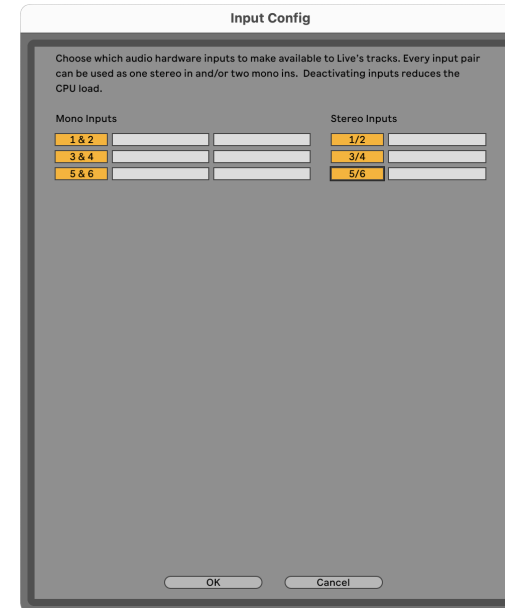 Input Config
Choose which audio hardware inputs to make available to Live's tracks. Every input pair
can be used as one stereo in and/or two mono ins.  Deactivating inputs reduces the
CPU load.
Mono Inputs
Stereo Inputs
1 & 2
1/2
3 & 4
3/4
5 & 6
5/6
OK
Cancel